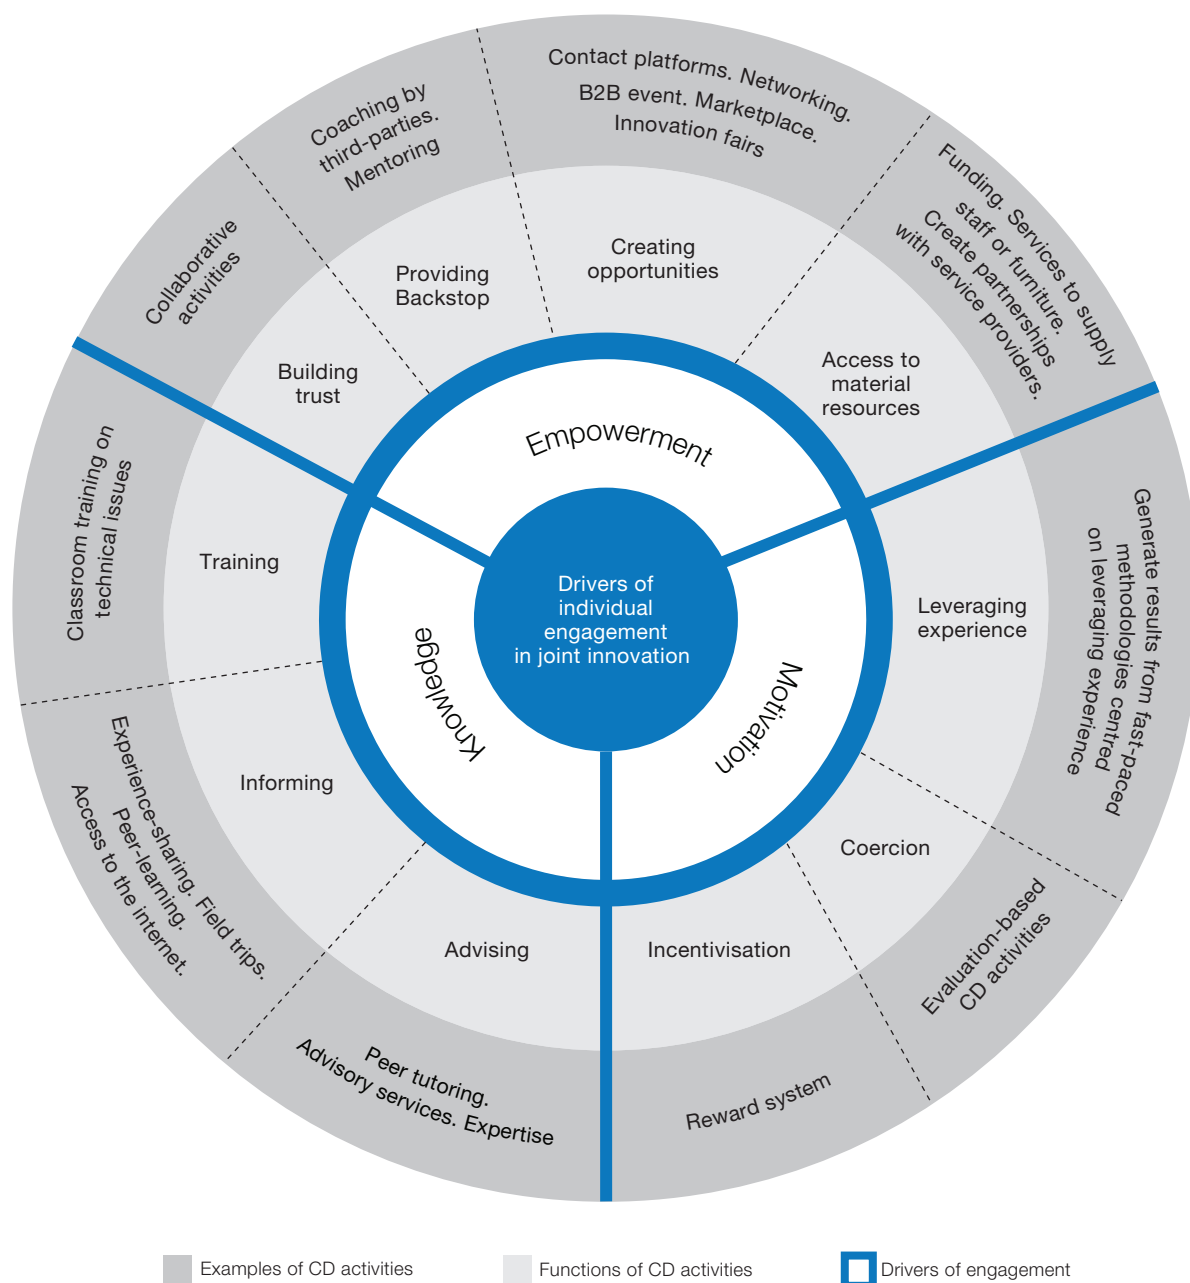 Contact platforms. Networking.
B2B event. Marketplace.
Innovation fairs
Coaching by
third-parties.
Mentoring
Funding. Services to supply
staff or furniture.
Create partnerships
with service providers.
Collaborative
activities
Creating
opportunities
Providing
Backstop
Building
trust
Access to
material
resources
Empowerment
Classroom training on
technical issues
Training
Drivers of
individual
engagement
in joint innovation
Leveraging
experience
Generate results from fast-paced
methodologies centred
on leveraging experience
Knowledge
Motivation
Informing
Experience-sharing. Field trips.
Peer-learning.
Access to the internet.
Coercion
Evaluation-based
CD activities
Advising
Incentivisation
Peer tutoring.
Advisory services. Expertise
Reward system
Examples of CD activities
Functions of CD activities
Drivers of engagement